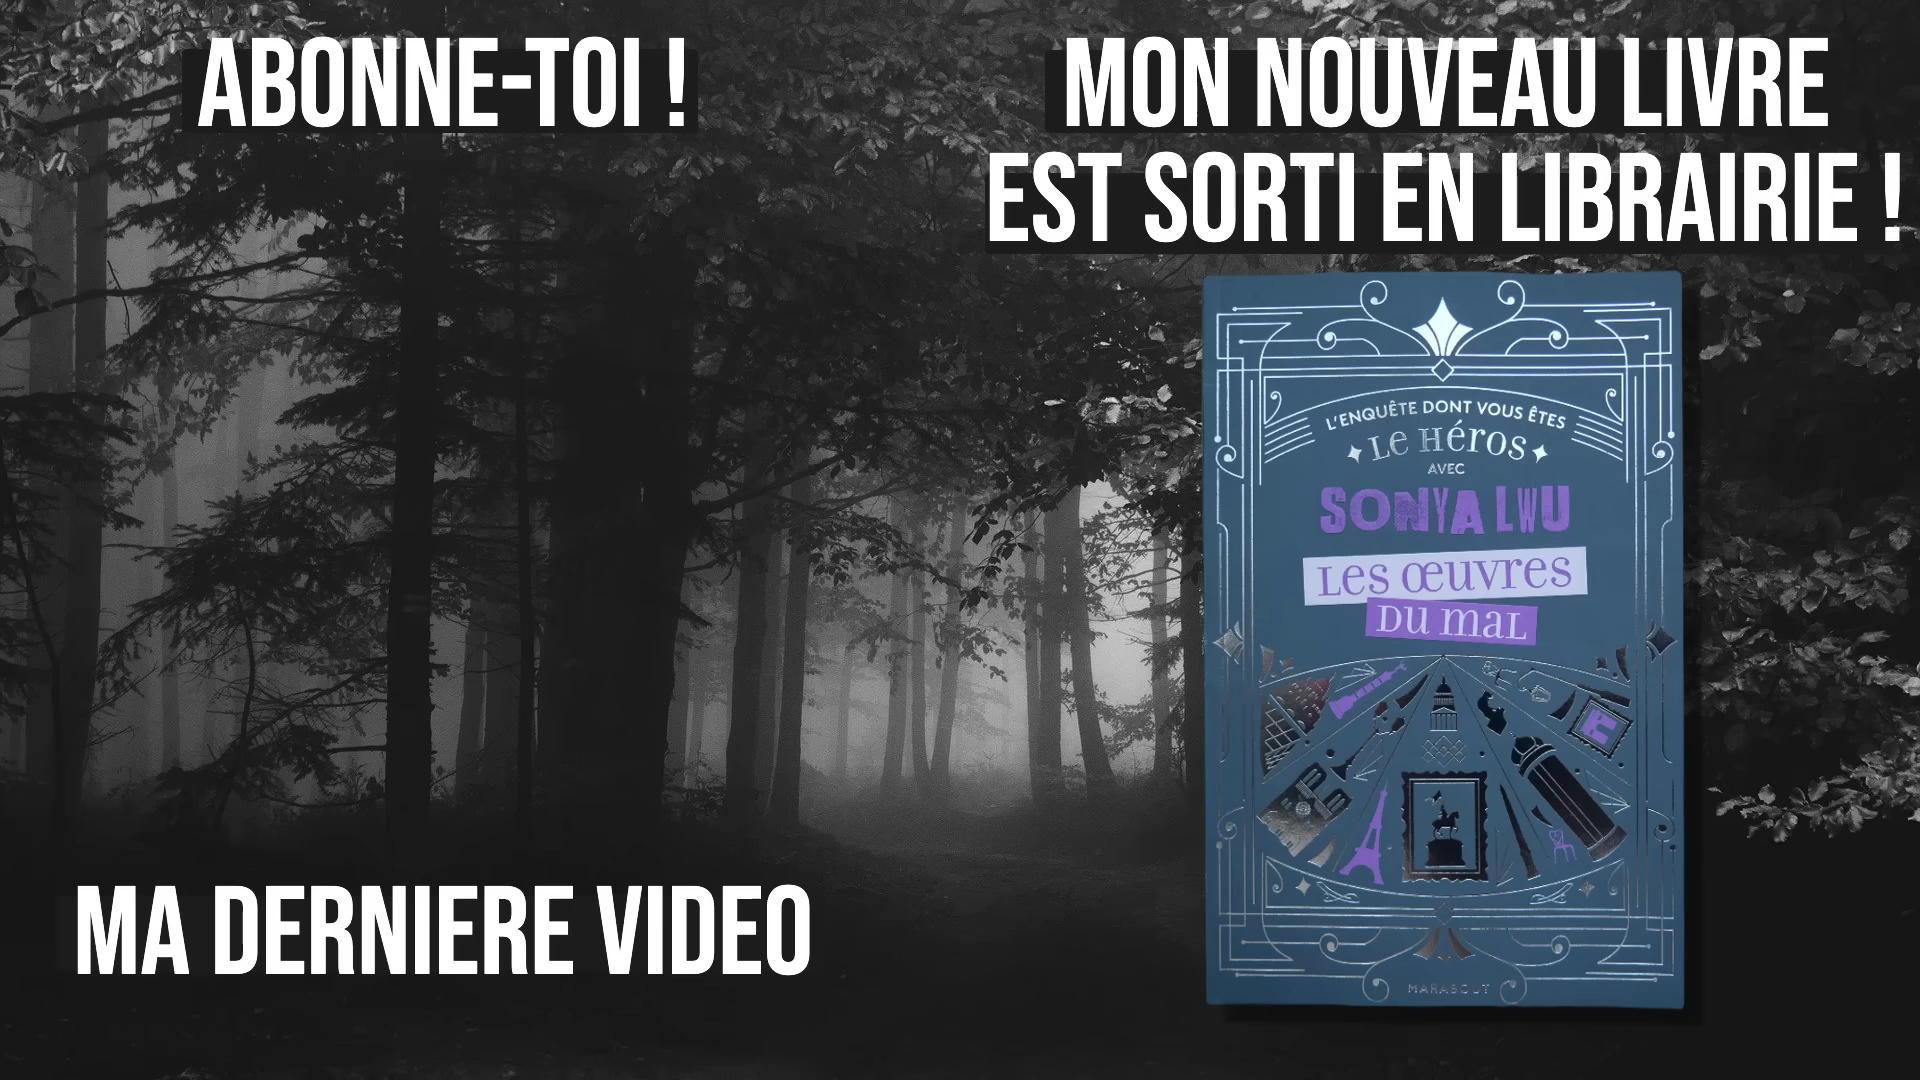 ABONNE-TOI !
MON NOUVEAU LIVRE
EST SORTI EN LIBRAIRIE !
L'ENQUÊTE DONT VOUS ÊTES
Le Héros
AVEC
SONYA LWU
Les œuvres
Du mal
MARABOUT
MA DERNIERE VIDEO